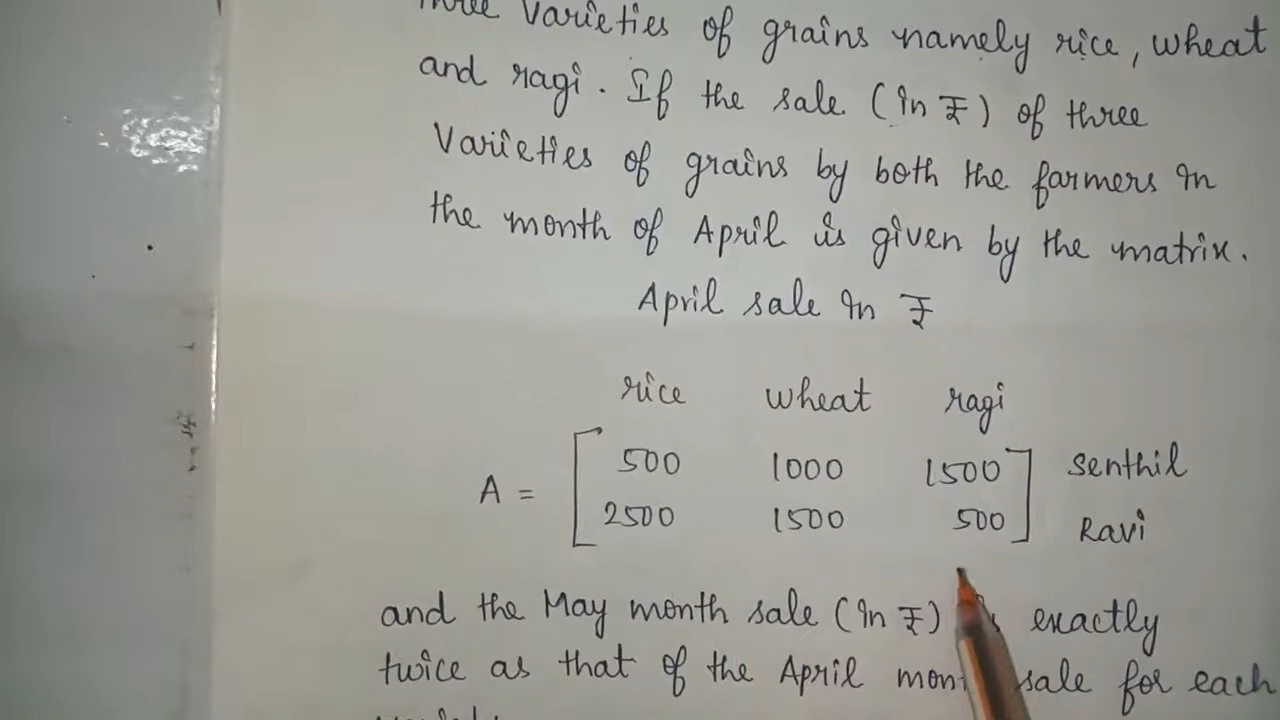 three varieties of grains namely rice, wheat
and ragi. If the sale (in ₹) of three
Varieties of grains by both the farmers in
the month of April is given by the matrix.
April sale in ₹
rice wheat ragi
A = [ 500 1000 1500 ] Senthil
2500 1500 500 Ravi
and the May month sale (in ₹) exactly
twice as that of the April sale for each